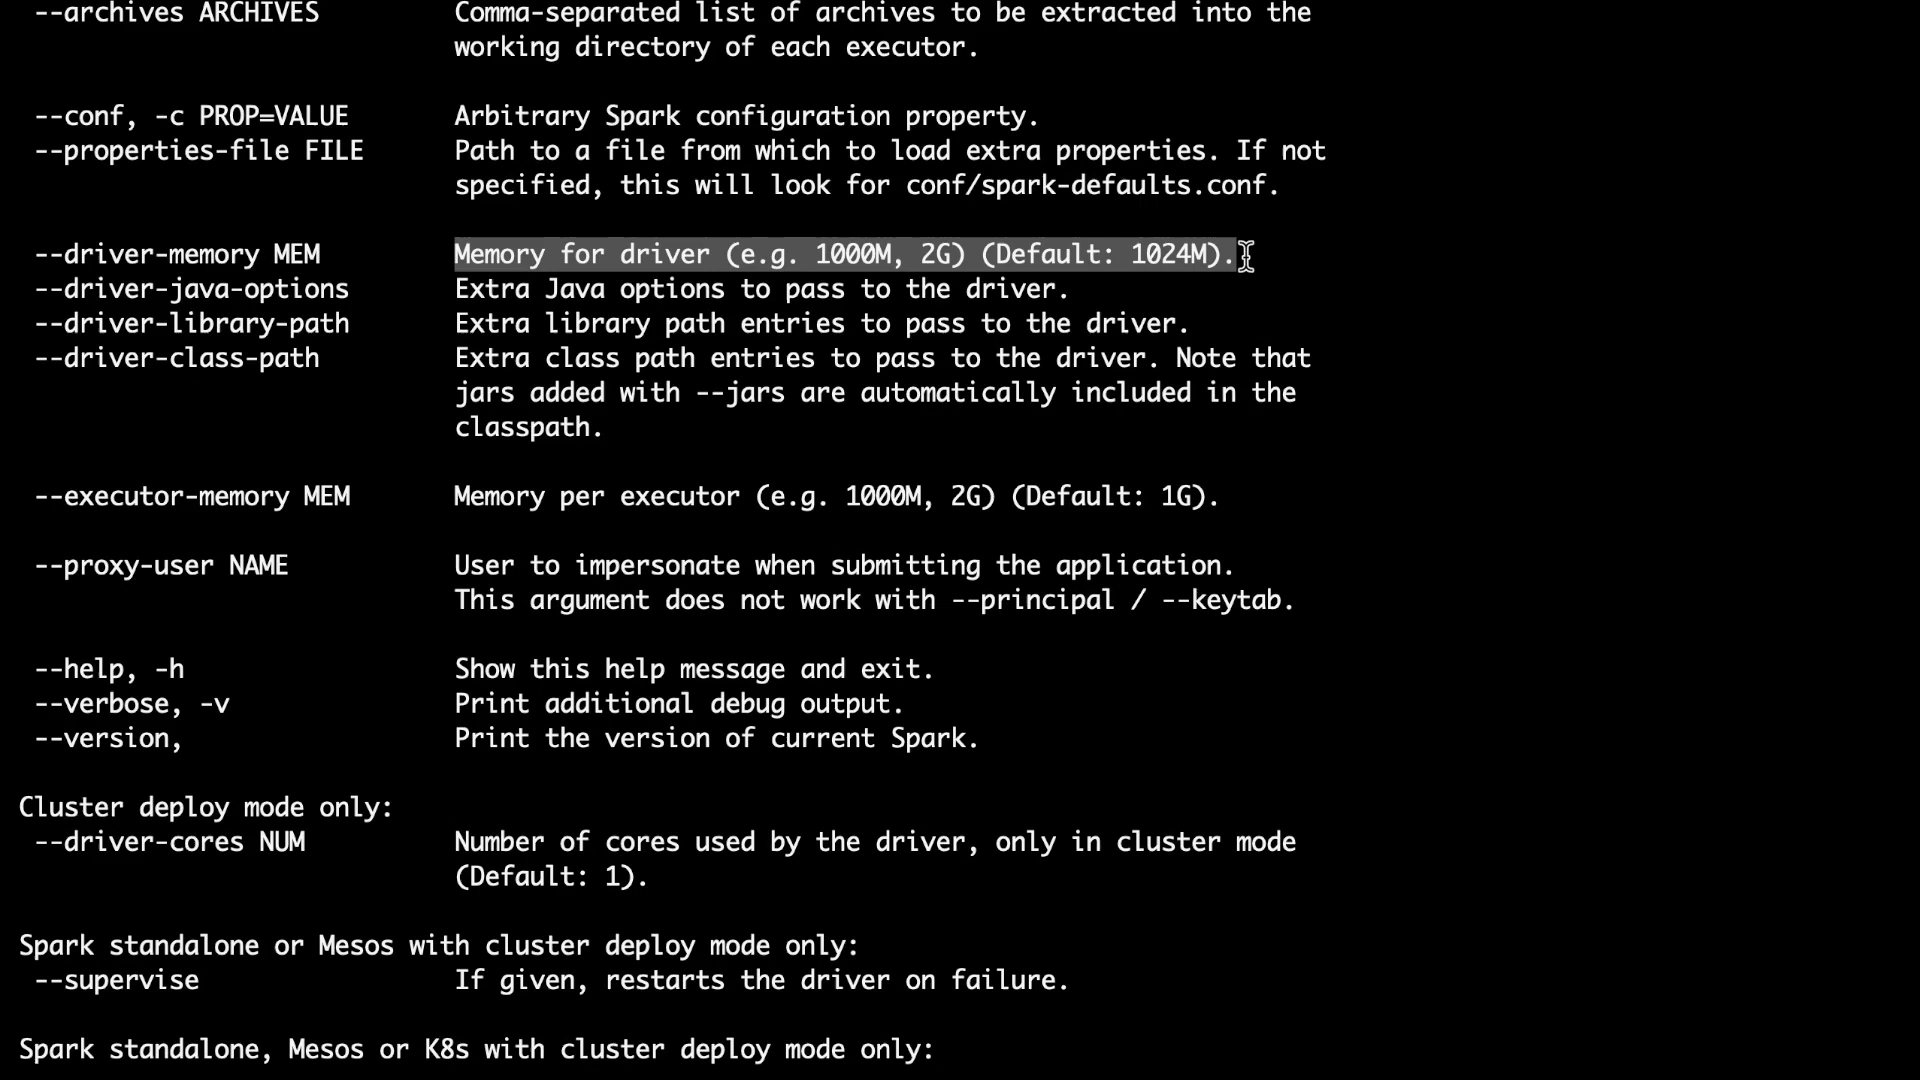 --archives ARCHIVES Comma-separated list of archives to be extracted into the
working directory of each executor.
--conf, -c PROP=VALUE Arbitrary Spark configuration property.
--properties-file FILE Path to a file from which to load extra properties. If not
specified, this will look for conf/spark-defaults.conf.
--driver-memory MEM Memory for driver (e.g. 1000M, 2G) (Default: 1024M).
--driver-java-options Extra Java options to pass to the driver.
--driver-library-path Extra library path entries to pass to the driver.
--driver-class-path Extra class path entries to pass to the driver. Note that
jars added with --jars are automatically included in the
classpath.
--executor-memory MEM Memory per executor (e.g. 1000M, 2G) (Default: 1G).
--proxy-user NAME User to impersonate when submitting the application.
This argument does not work with --principal / --keytab.
--help, -h Show this help message and exit.
--verbose, -v Print additional debug output.
--version, Print the version of current Spark.
Cluster deploy mode only:
--driver-cores NUM Number of cores used by the driver, only in cluster mode
(Default: 1).
Spark standalone or Mesos with cluster deploy mode only:
--supervise If given, restarts the driver on failure.
Spark standalone, Mesos or K8s with cluster deploy mode only: